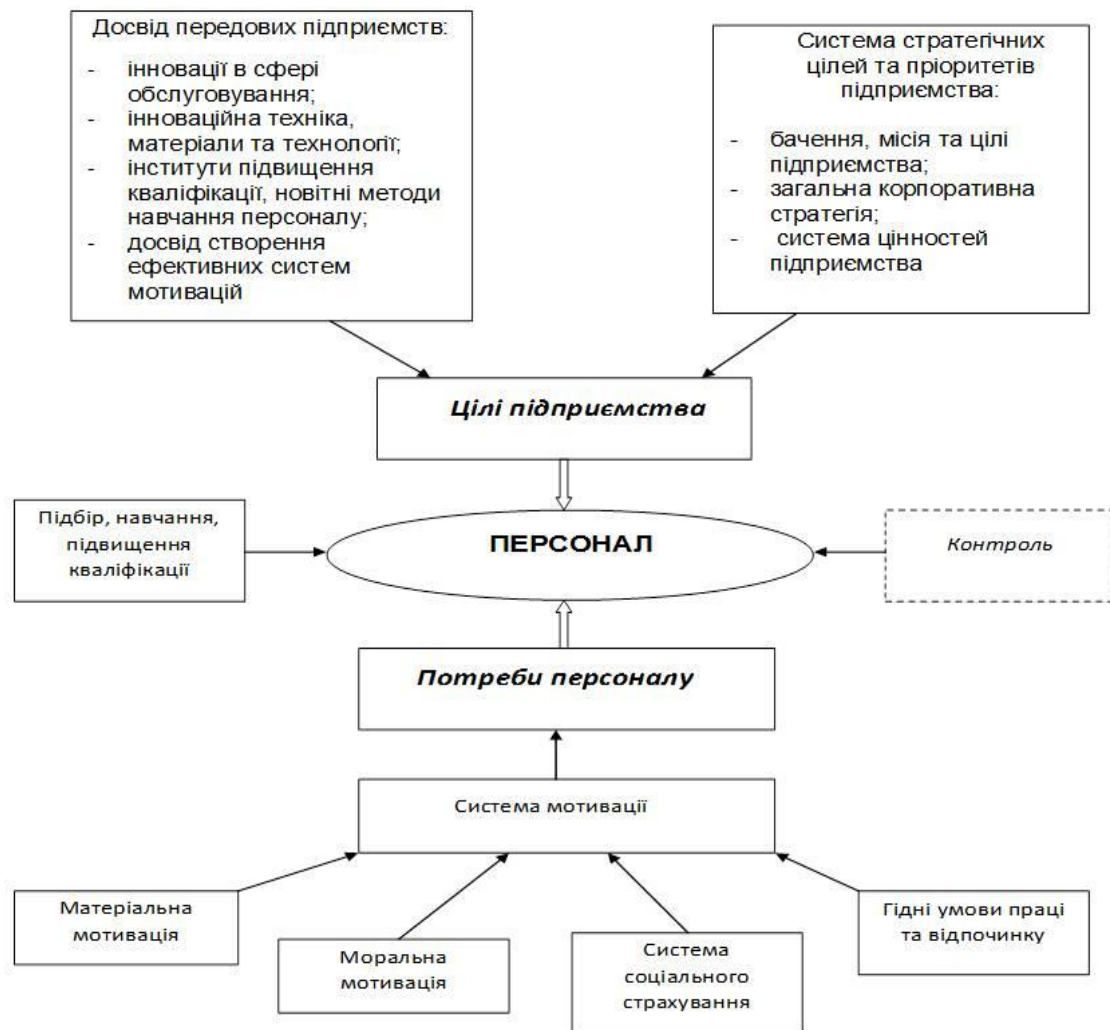 Досвід передових підприємств:
- інновації в сфері
обслуговування;
- інноваційна техніка,
матеріали та технології;
- інститути підвищення
кваліфікації, новітні методи
навчання персоналу;
- досвід створення
ефективних систем
мотивацій
Система стратегічних
цілей та пріоритетів
підприємства:
- бачення, місія та цілі
підприємства;
- загальна корпоративна
стратегія;
- система цінностей
підприємства
Цілі підприємства
Підбір, навчання,
підвищення
кваліфікації
ПЕРСОНАЛ
Контроль
Потреби персоналу
Система мотивації
Матеріальна
мотивація
Моральна
мотивація
Система
соціального
страхування
Гідні умови праці
та відпочинку